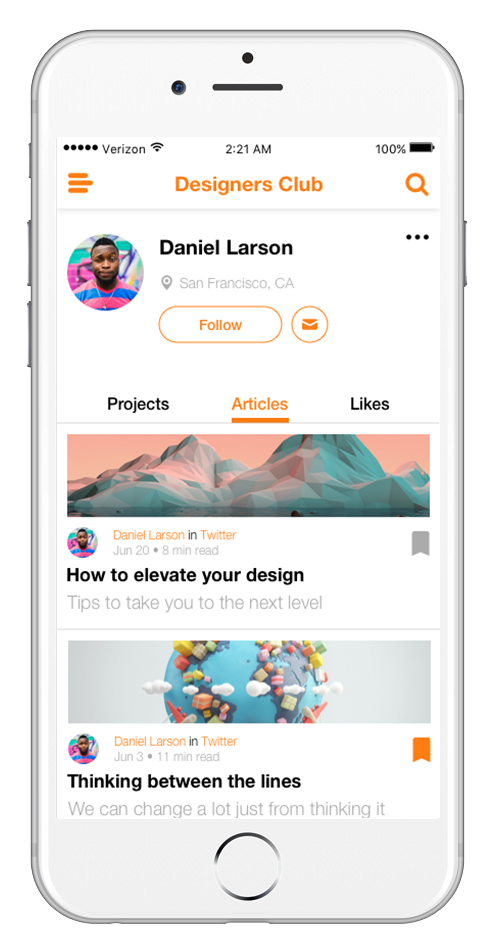 Verizon 2:21 AM 100%
Designers Club
Daniel Larson
San Francisco, CA
Follow
Projects Articles Likes
Daniel Larson in Twitter
Jun 20 • 8 min read
How to elevate your design
Tips to take you to the next level
Daniel Larson in Twitter
Jun 3 • 11 min read
Thinking between the lines
We can change a lot just from thinking it